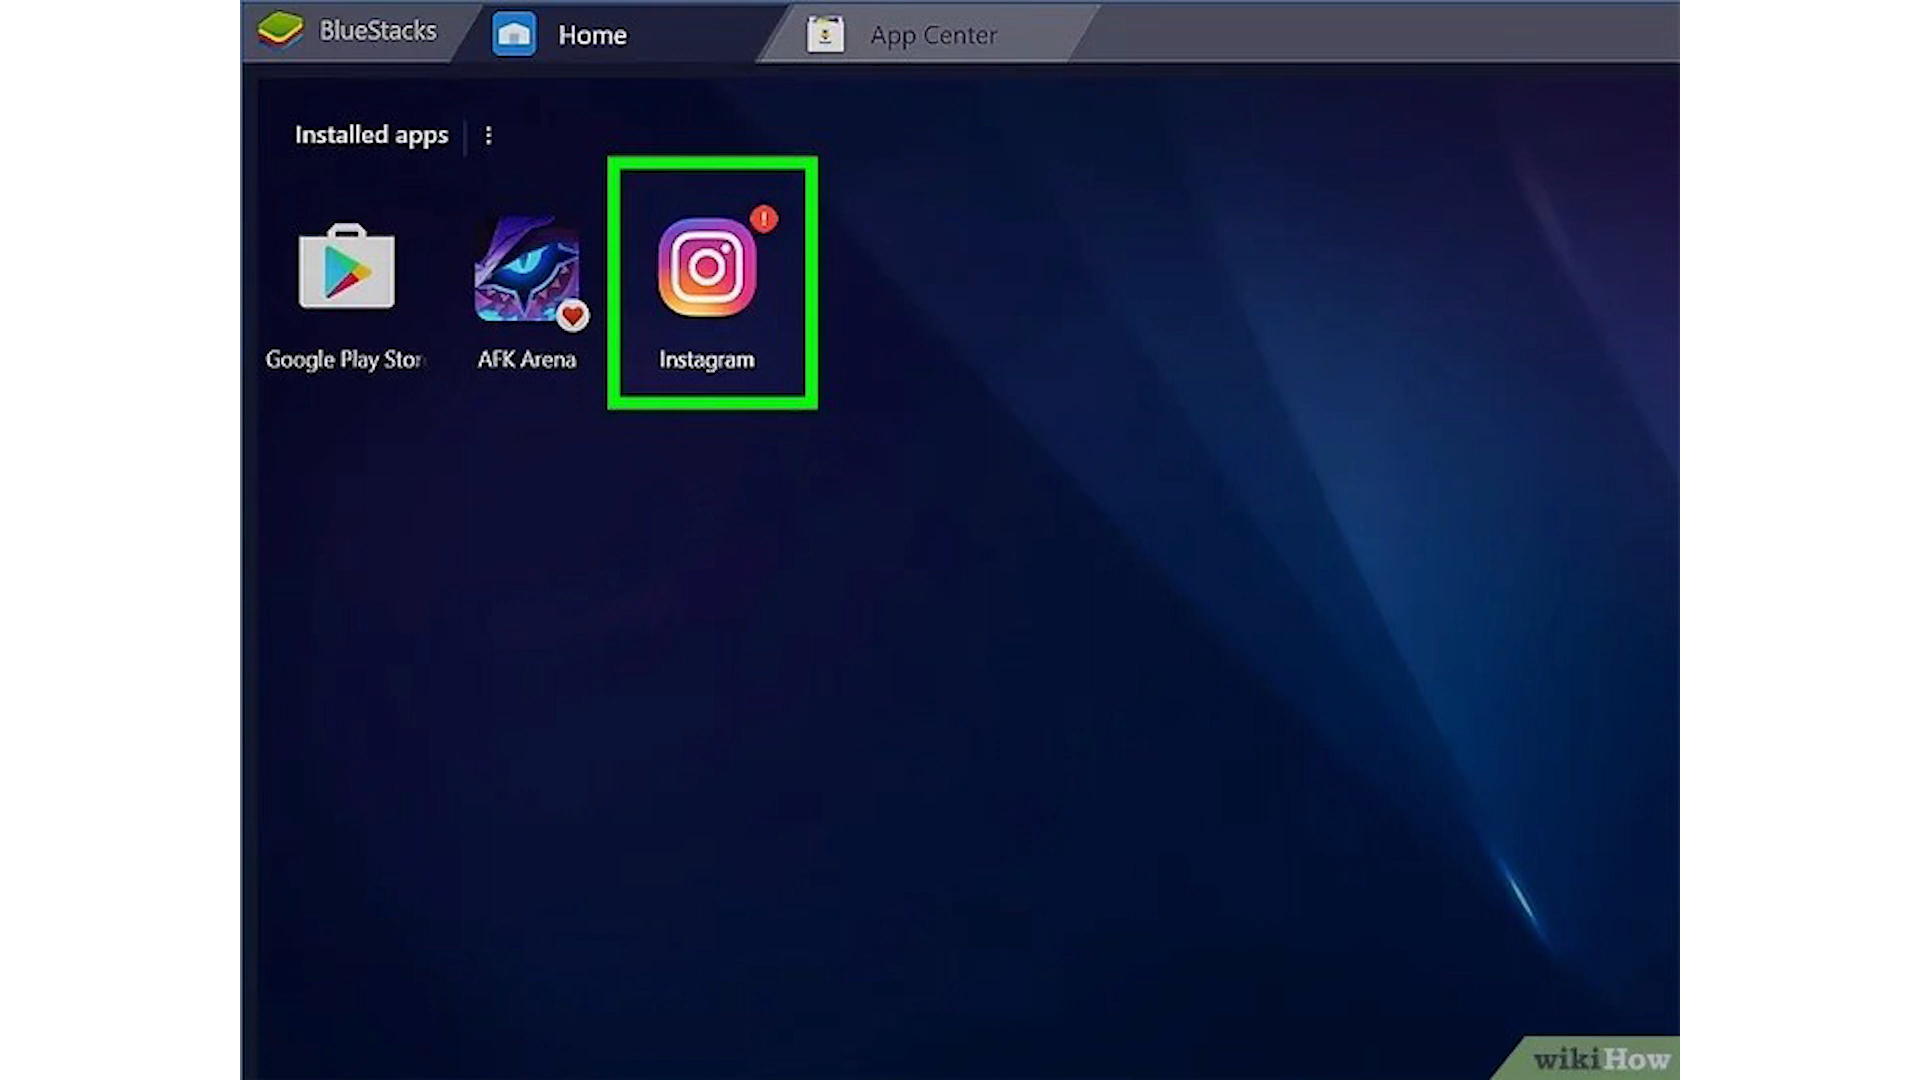 BlueStacks
Home
App Center
Installed apps
Google Play Stor
AFK Arena
Instagram
wikiHow